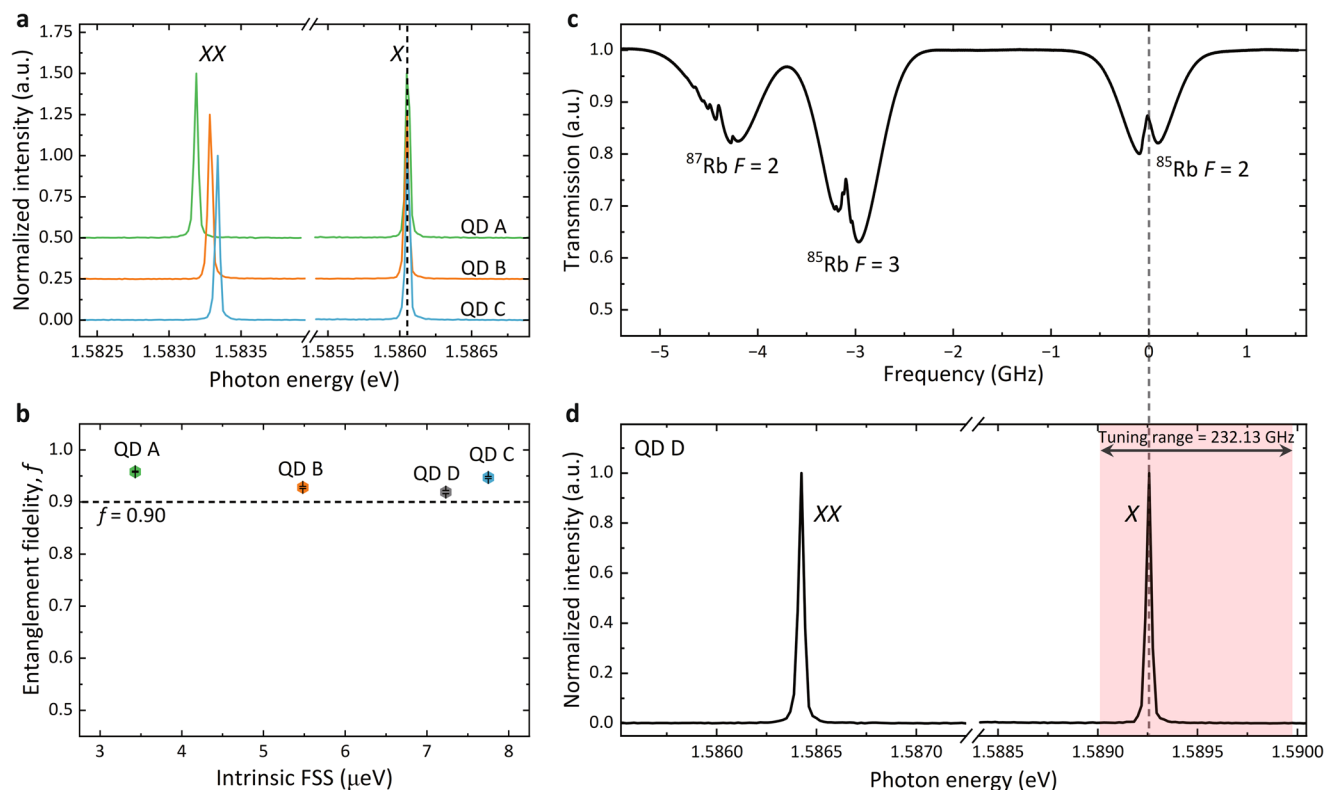 a
Normalized intensity (a.u.)
1.75
1.50
1.25
1.00
0.75
0.50
0.25
0.00
XX
X
QD A
QD B
QD C
1.5825
1.5830
1.5835
1.5855
1.5860
1.5865
Photon energy (eV)
b
Entanglement fidelity, f
1.0
0.9
0.8
0.7
0.6
0.5
QD A
QD B
QD D
QD C
f = 0.90
3
4
5
6
7
8
Intrinsic FSS (μeV)
c
Transmission (a.u.)
1.0
0.9
0.8
0.7
0.6
0.5
⁸⁷Rb F = 2
⁸⁵Rb F = 3
⁸⁵Rb F = 2
−5
−4
−3
−2
−1
0
1
Frequency (GHz)
d
Normalized intensity (a.u.)
1.0
0.8
0.6
0.4
0.2
0.0
QD D
Tuning range = 232.13 GHz
XX
X
1.5860
1.5865
1.5870
1.5885
1.5890
1.5895
1.5900
Photon energy (eV)